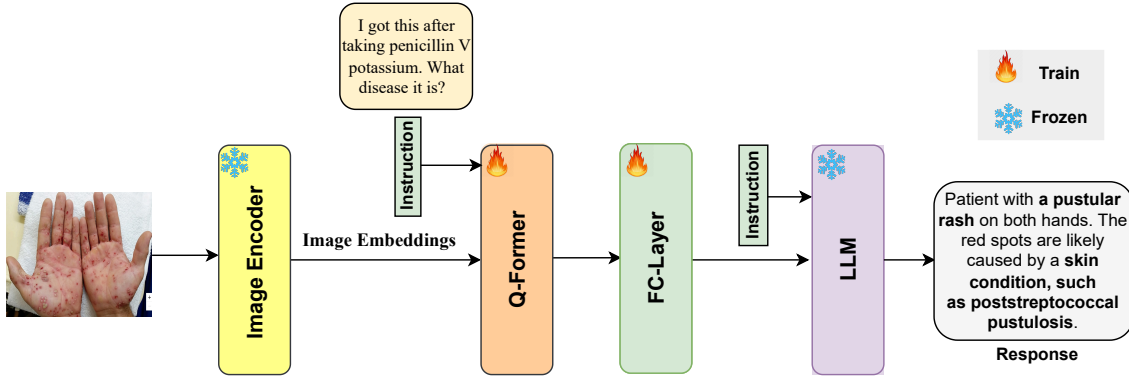 I got this after
taking penicillin V
potassium. What
disease it is?
Train
Frozen
Instruction
Image Encoder
Image Embeddings
Q-Former
FC-Layer
Instruction
LLM
Patient with a pustular
rash on both hands. The
red spots are likely
caused by a skin
condition, such
as poststreptococcal
pustulosis.
Response